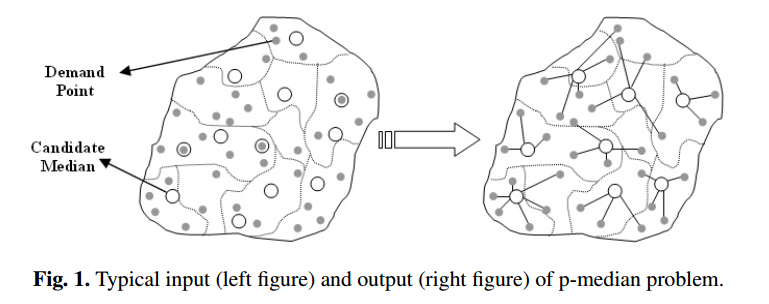 Demand
Point
Candidate
Median
Fig. 1. Typical input (left figure) and output (right figure) of p-median problem.